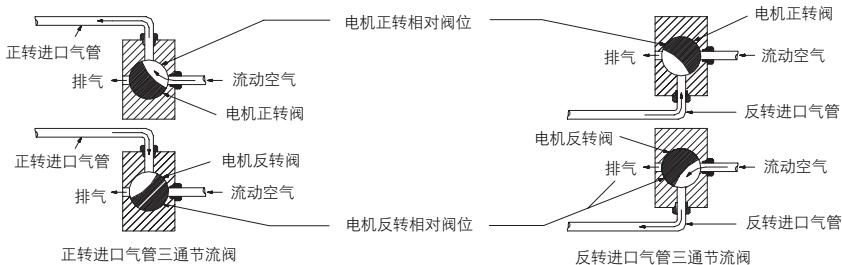 正转进口气管
排气
流动空气
电机正转阀
电机正转相对阀位
正转进口气管
电机反转阀
排气
流动空气
电机反转相对阀位
正转进口气管三通节流阀
电机正转阀
排气
流动空气
反转进口气管
电机反转阀
排气
流动空气
反转进口气管
反转进口气管三通节流阀